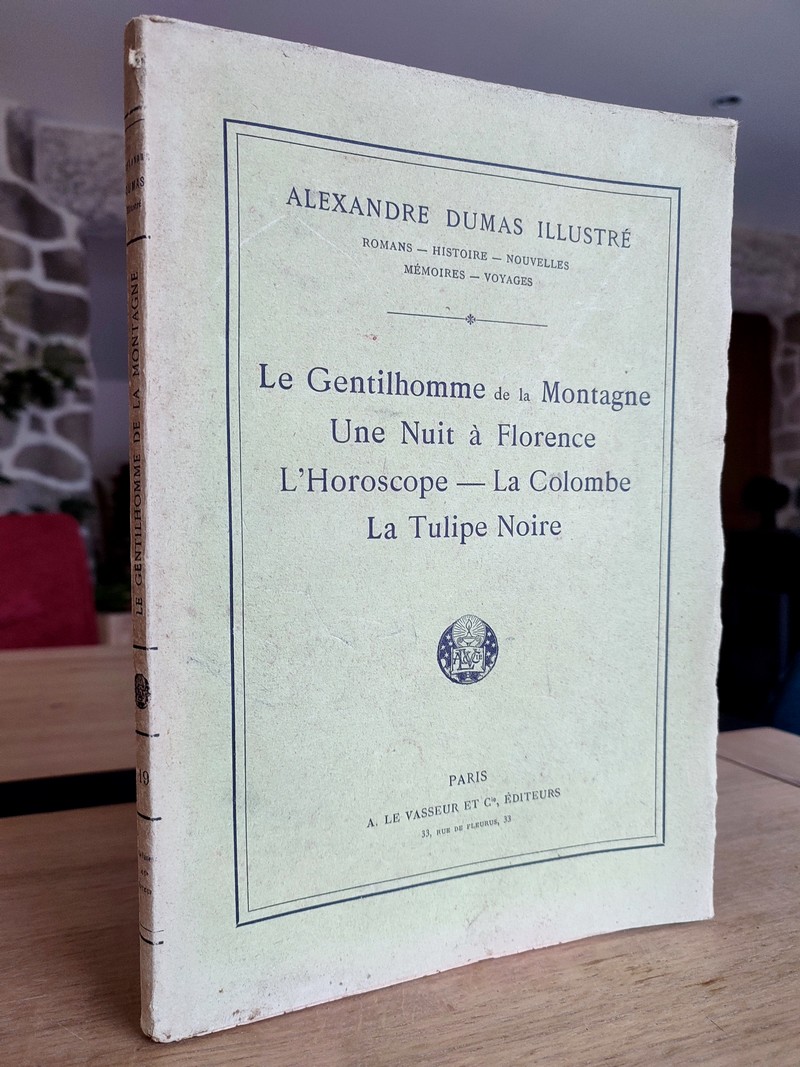 ALEXANDRE DUMAS ILLUSTRÉ
ROMANS — HISTOIRE — NOUVELLES
MÉMOIRES — VOYAGES
Le Gentilhomme de la Montagne
Une Nuit à Florence
L'Horoscope — La Colombe
La Tulipe Noire
PARIS
A. LE VASSEUR ET Cie, ÉDITEURS
33, RUE DE FLEURUS, 33
LE GENTILHOMME DE LA MONTAGNE
19